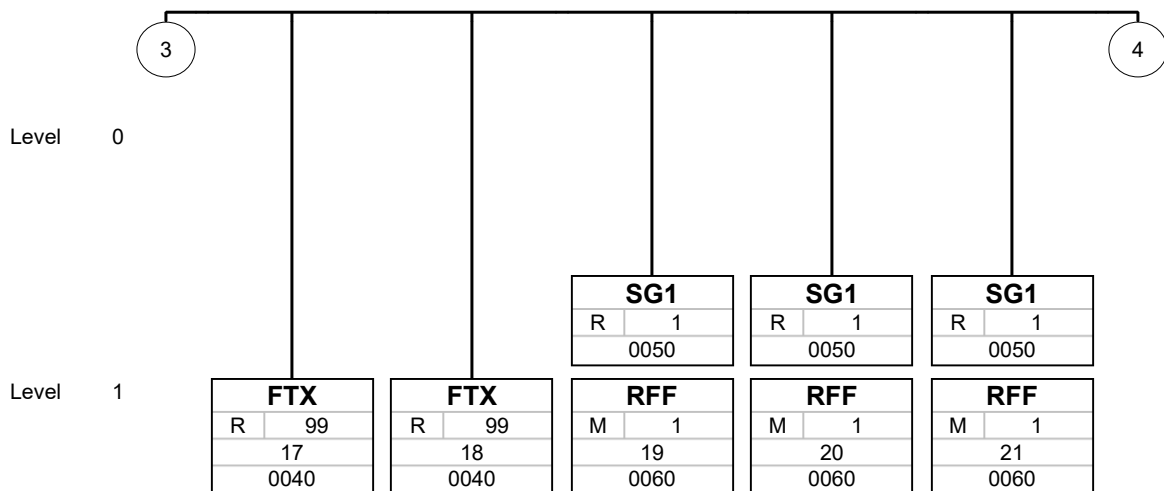 3 4
Level 0
SG1 SG1 SG1
R 1 R 1 R 1
0050 0050 0050
Level 1 FTX FTX RFF RFF RFF
R 99 R 99 M 1 M 1 M 1
17 18 19 20 21
0040 0040 0060 0060 0060